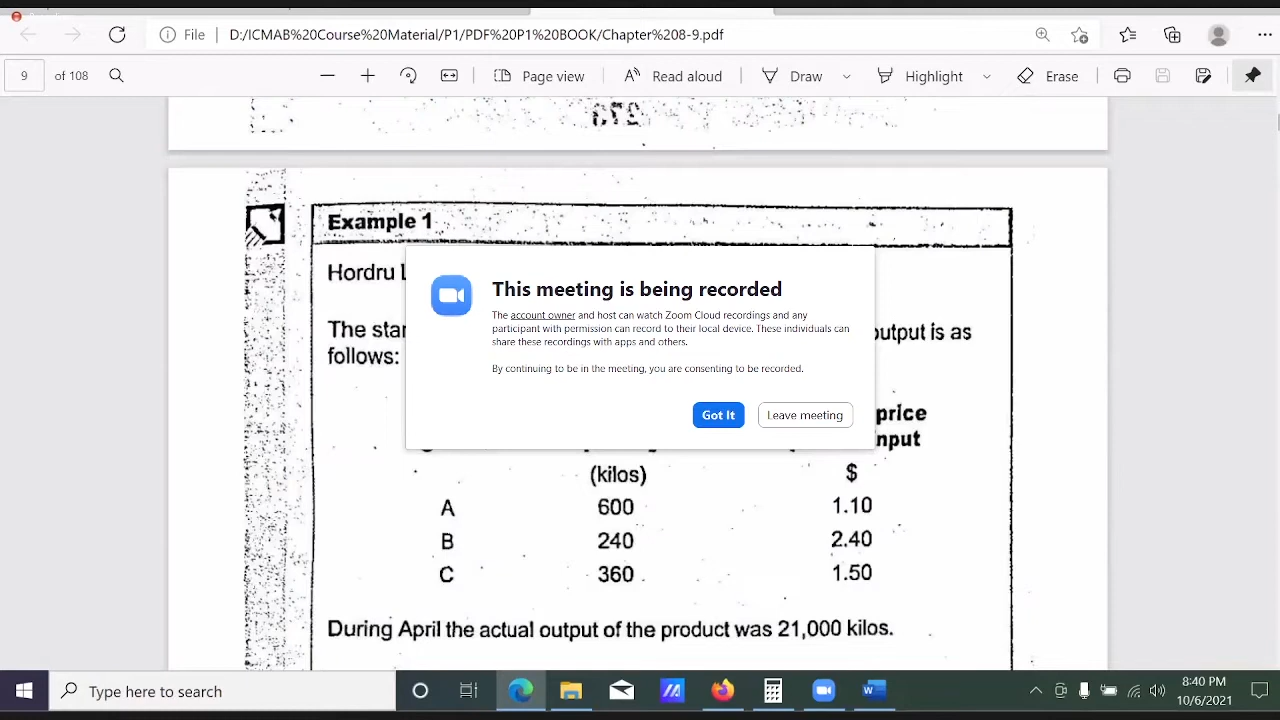 File D:/ICMAB%20Course%20Material/P1/PDF%20P1%20BOOK/Chapter%208-9.pdf
9 of 108 Page view Read aloud Draw Highlight Erase
Example 1
Hordru
This meeting is being recorded
The account owner and host can watch Zoom Cloud recordings and any
participant with permission can record to their local device. These individuals can
share these recordings with apps and others.
By continuing to be in the meeting, you are consenting to be recorded.
Got It Leave meeting
The output is as
follows:
price
(kilos) $
A 600 1.10
B 240 2.40
C 360 1.50
During April the actual output of the product was 21,000 kilos.
Type here to search
8:40 PM
10/6/2021